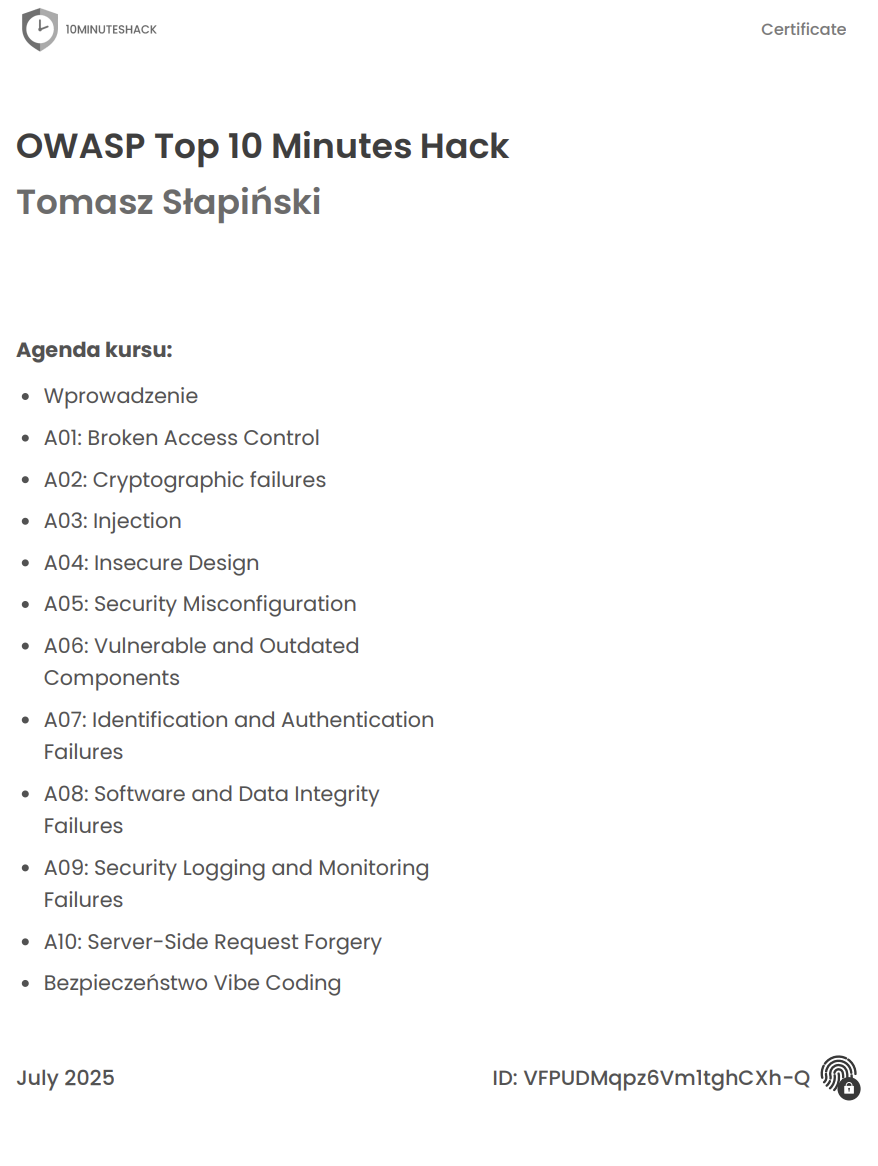 10MINUTESHACK
Certificate
OWASP Top 10 Minutes Hack
Tomasz Słapiński
Agenda kursu:
• Wprowadzenie
• A01: Broken Access Control
• A02: Cryptographic failures
• A03: Injection
• A04: Insecure Design
• A05: Security Misconfiguration
• A06: Vulnerable and Outdated
Components
• A07: Identification and Authentication
Failures
• A08: Software and Data Integrity
Failures
• A09: Security Logging and Monitoring
Failures
• A10: Server-Side Request Forgery
• Bezpieczeństwo Vibe Coding
July 2025
ID: VFPUDMqpz6Vm1tghCXh-Q